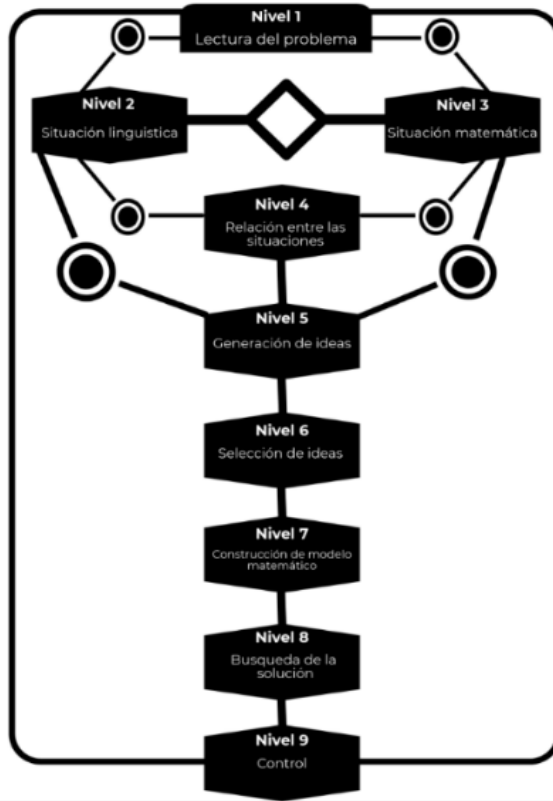 Nivel 1
Lectura del problema
Nivel 2
Situación linguistica
Nivel 3
Situación matemática
Nivel 4
Relación entre las
situaciones
Nivel 5
Generación de ideas
Nivel 6
Selección de ideas
Nivel 7
Construcción de modelo
matemático
Nivel 8
Busqueda de la
solución
Nivel 9
Control